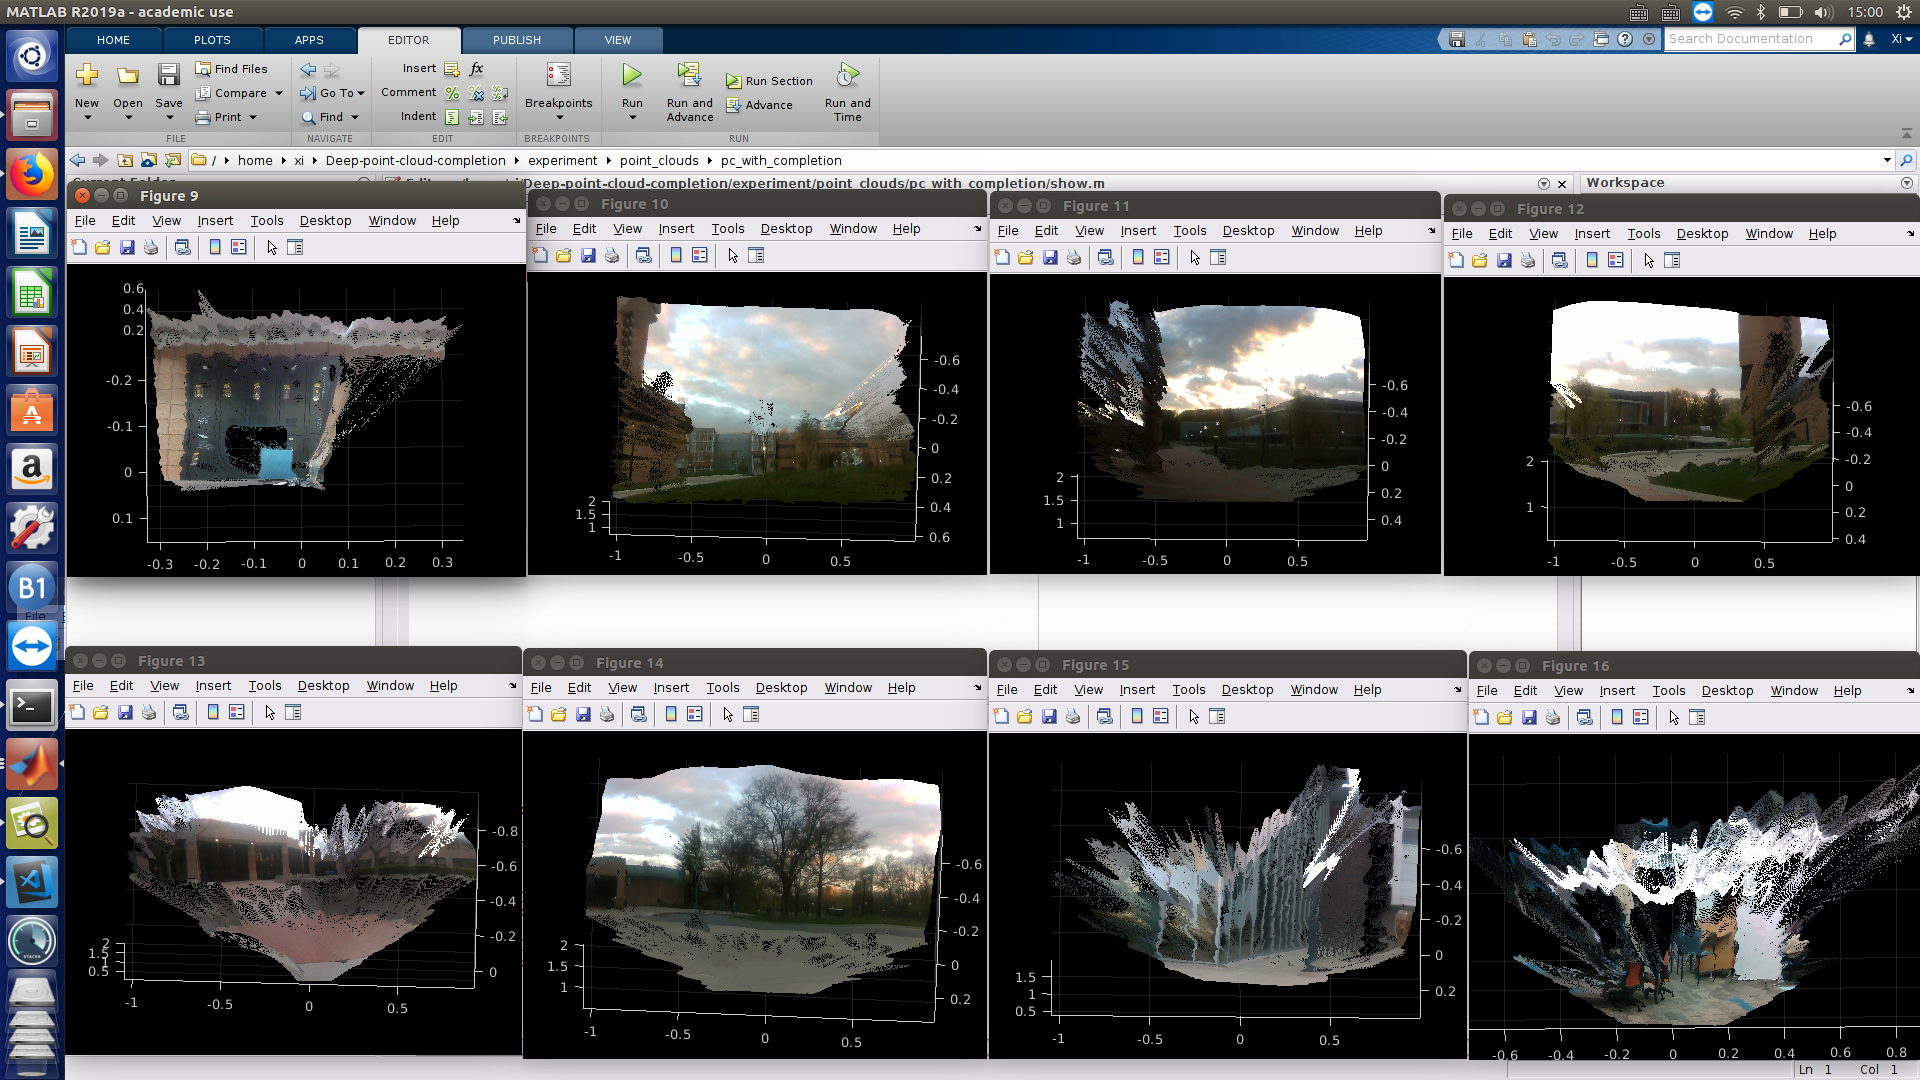 MATLAB R2019a - academic use
15:00
HOME PLOTS APPS EDITOR PUBLISH VIEW
Search Documentation
Xi
New Open Save Find Files Compare Print
Go To Find
Insert fx
Comment
Indent
Breakpoints
Run Run and Advance Run Section Advance Run and Time
FILE NAVIGATE EDIT BREAKPOINTS RUN
/ home xi Deep-point-cloud-completion experiment point_clouds pc_with_completion
Deep-point-cloud-completion/experiment/point_clouds/pc_with_completion/show.m
Workspace
Figure 9
File Edit View Insert Tools Desktop Window Help
0.6
0.4
0.2
-0.2
-0.1
0
0.1
-0.3 -0.2 -0.1 0 0.1 0.2 0.3
Figure 10
File Edit View Insert Tools Desktop Window Help
-0.6
-0.4
-0.2
0
0.2
0.4
0.6
2
1.5
1
-1 -0.5 0 0.5
Figure 11
File Edit View Insert Tools Desktop Window Help
-0.6
-0.4
-0.2
0
0.2
0.4
2
1.5
1
-1 -0.5 0 0.5
Figure 12
File Edit View Insert Tools Desktop Window Help
-0.6
-0.4
-0.2
0
0.2
0.4
2
1
-1 -0.5 0 0.5
Figure 13
File Edit View Insert Tools Desktop Window Help
-0.8
-0.6
-0.4
-0.2
0
2
1.5
1
0.5
-1 -0.5 0 0.5
Figure 14
File Edit View Insert Tools Desktop Window Help
-0.6
-0.4
-0.2
0
0.2
2
1.5
1
-1 -0.5 0 0.5
Figure 15
File Edit View Insert Tools Desktop Window Help
-0.6
-0.4
-0.2
0
0.2
1.5
1
0.5
-1 -0.5 0 0.5
Figure 16
File Edit View Insert Tools Desktop Window Help
-0.6 -0.4 -0.2 0 0.2 0.4 0.6 0.8
Ln 1 Col 1
B1
File